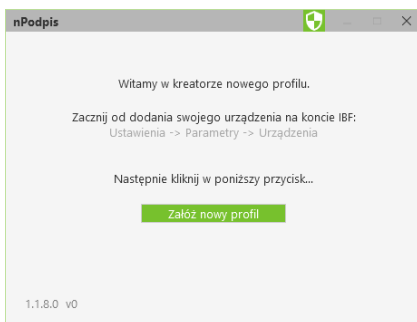 nPodpis
Witamy w kreatorze nowego profilu.
Zacznij od dodania swojego urządzenia na koncie IBF:
Ustawienia -> Parametry -> Urządzenia
Następnie kliknij w poniższy przycisk...
Załóż nowy profil
1.1.8.0 v0